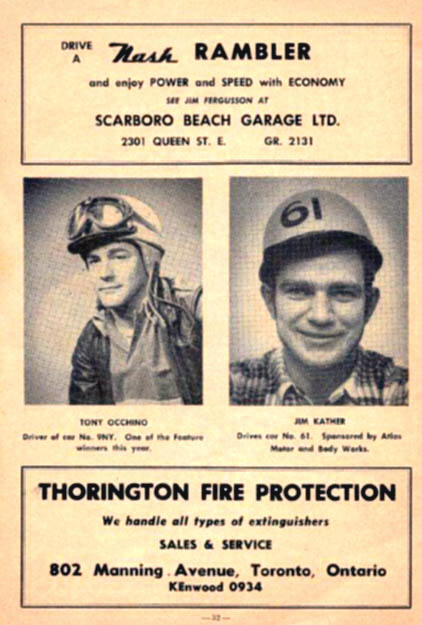 DRIVE
A
Nash RAMBLER
and enjoy POWER and SPEED with ECONOMY
SEE JIM FERGUSSON AT
SCARBORO BEACH GARAGE LTD.
2301 QUEEN ST. E. GR. 2131
61
TONY OCCHINO
Driver of car No. 9NY. One of the Feature
winners this year.
JIM KATHER
Drives car No. 61. Sponsored by Atlas
Motor and Body Works.
THORINGTON FIRE PROTECTION
We handle all types of extinguishers
SALES & SERVICE
802 Manning Avenue, Toronto, Ontario
KEnwood 0934
—32—